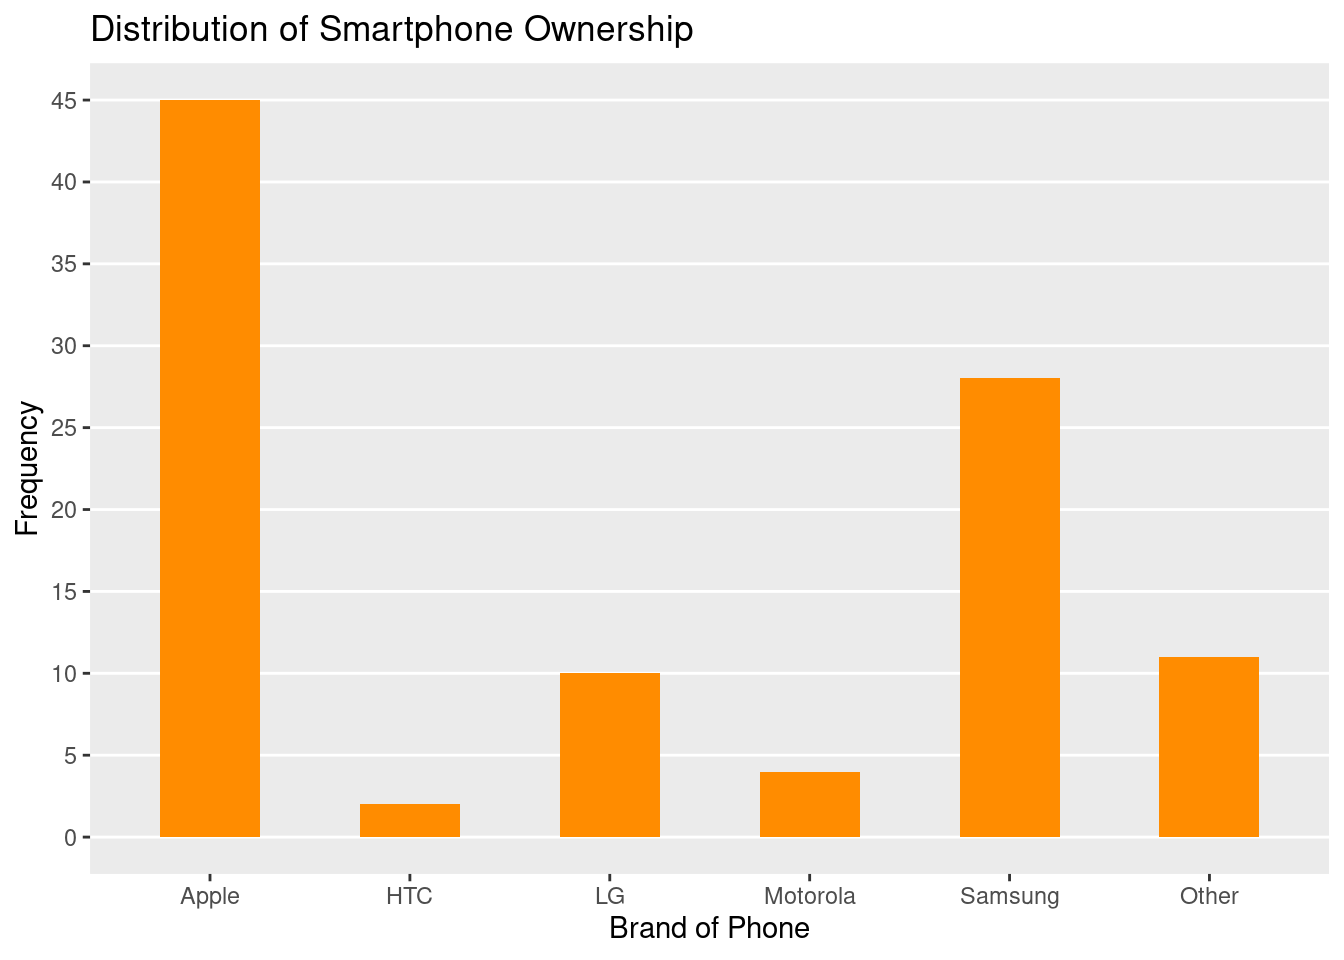 Distribution of Smartphone Ownership
Frequency
45
40
35
30
25
20
15
10
5
0
Apple HTC LG Motorola Samsung Other
Brand of Phone